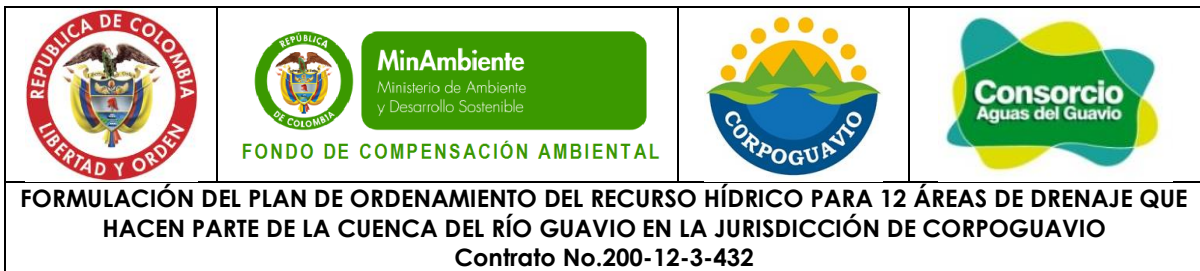 REPUBLICA DE COLOMBIA
LIBERTAD Y ORDEN
REPÚBLICA
DE COLOMBIA
MinAmbiente
Ministerio de Ambiente
y Desarrollo Sostenible
FONDO DE COMPENSACIÓN AMBIENTAL
CORPOGUAVIO
Consorcio
Aguas del Guavio
FORMULACIÓN DEL PLAN DE ORDENAMIENTO DEL RECURSO HÍDRICO PARA 12 ÁREAS DE DRENAJE QUE
HACEN PARTE DE LA CUENCA DEL RÍO GUAVIO EN LA JURISDICCIÓN DE CORPOGUAVIO
Contrato No.200-12-3-432